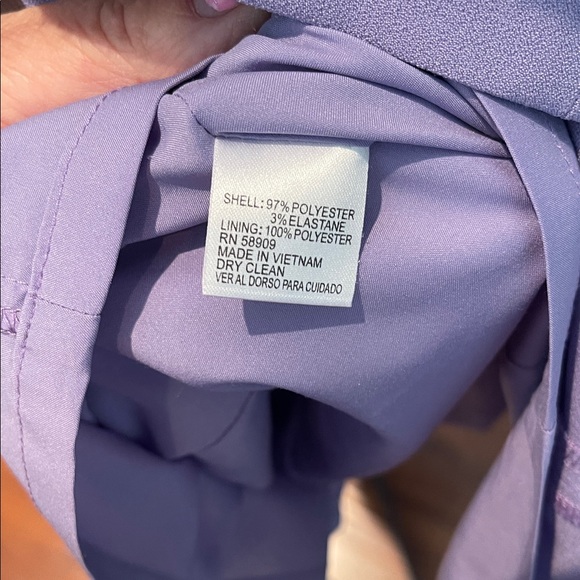 SHELL: 97% POLYESTER
3% ELASTANE
LINING: 100% POLYESTER
RN 58909
MADE IN VIETNAM
DRY CLEAN
VER AL DORSO PARA CUIDADO